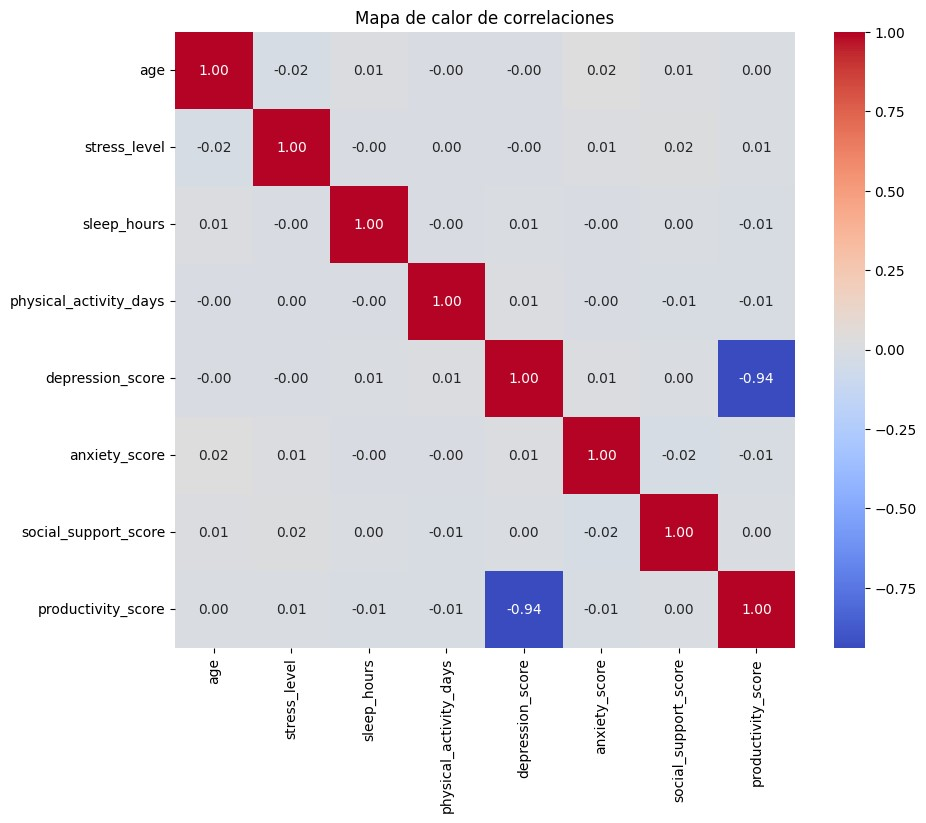 Mapa de calor de correlaciones
age 1.00 -0.02 0.01 -0.00 -0.00 0.02 0.01 0.00
stress_level -0.02 1.00 -0.00 0.00 -0.00 0.01 0.02 0.01
sleep_hours 0.01 -0.00 1.00 -0.00 0.01 -0.00 0.00 -0.01
physical_activity_days -0.00 0.00 -0.00 1.00 0.01 -0.00 -0.01 -0.01
depression_score -0.00 -0.00 0.01 0.01 1.00 0.01 0.00 -0.94
anxiety_score 0.02 0.01 -0.00 -0.00 0.01 1.00 -0.02 -0.01
social_support_score 0.01 0.02 0.00 -0.01 0.00 -0.02 1.00 0.00
productivity_score 0.00 0.01 -0.01 -0.01 -0.94 -0.01 0.00 1.00
age
stress_level
sleep_hours
physical_activity_days
depression_score
anxiety_score
social_support_score
productivity_score
1.00
0.75
0.50
0.25
0.00
−0.25
−0.50
−0.75